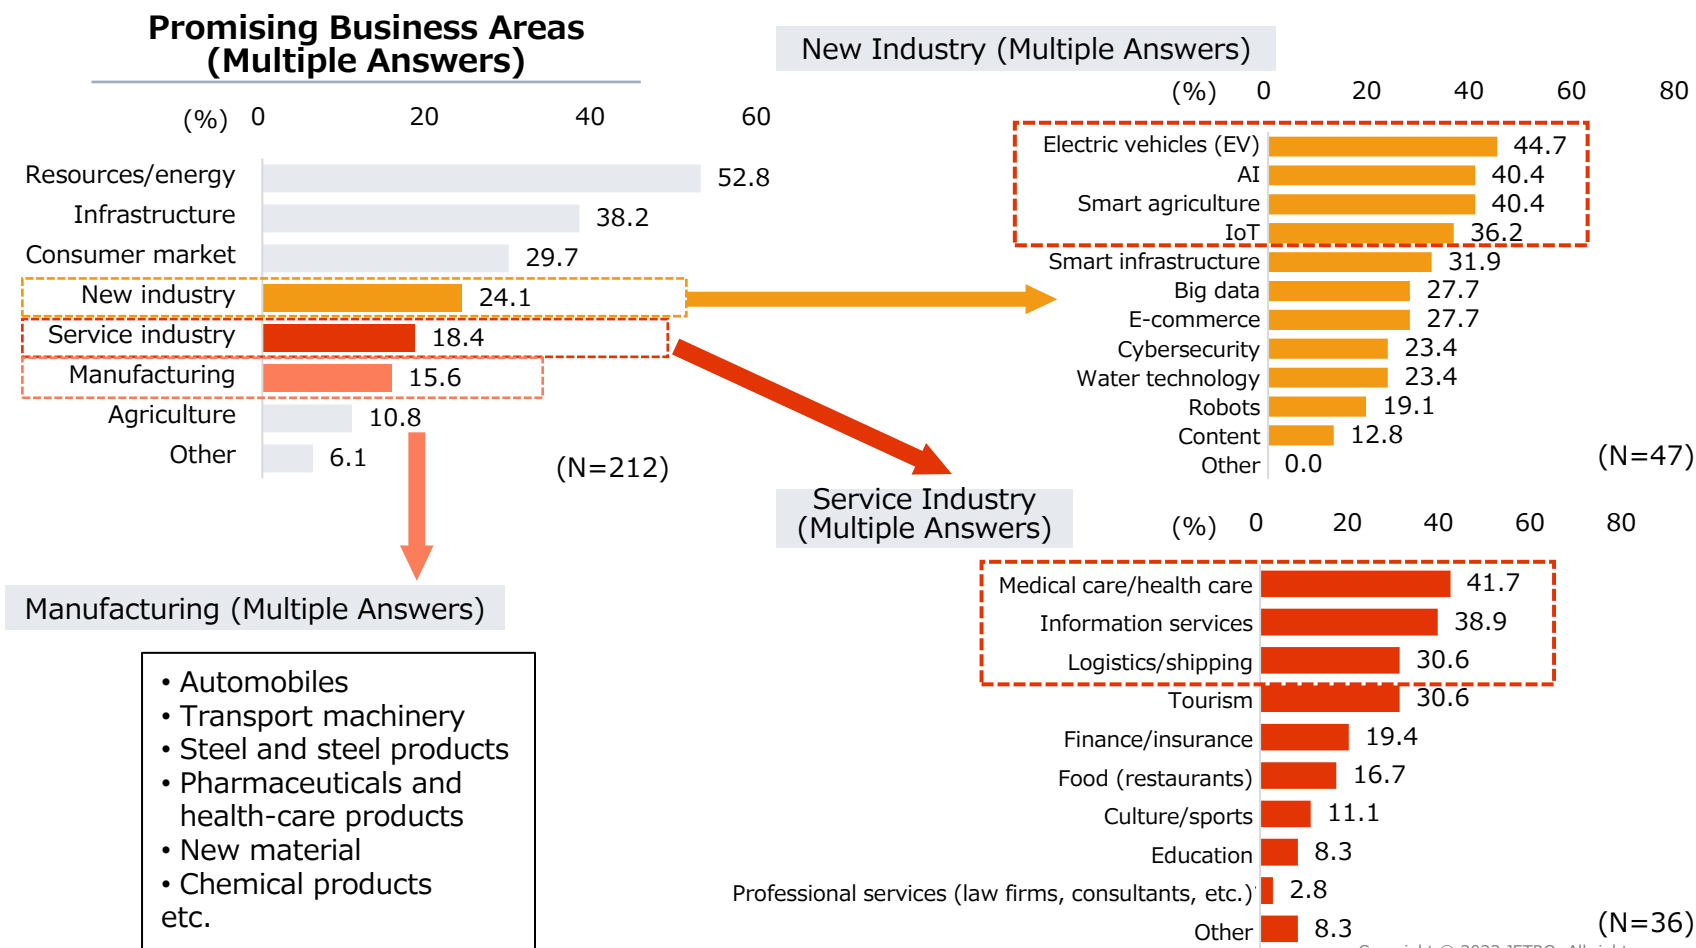 Promising Business Areas
(Multiple Answers)
(%) 0 20 40 60
Resources/energy 52.8
Infrastructure 38.2
Consumer market 29.7
New industry 24.1
Service industry 18.4
Manufacturing 15.6
Agriculture 10.8
Other 6.1
(N=212)
New Industry (Multiple Answers)
(%) 0 20 40 60 80
Electric vehicles (EV) 44.7
AI 40.4
Smart agriculture 40.4
IoT 36.2
Smart infrastructure 31.9
Big data 27.7
E-commerce 27.7
Cybersecurity 23.4
Water technology 23.4
Robots 19.1
Content 12.8
Other 0.0
(N=47)
Manufacturing (Multiple Answers)
• Automobiles
• Transport machinery
• Steel and steel products
• Pharmaceuticals and
health-care products
• New material
• Chemical products
etc.
Service Industry
(Multiple Answers)
(%) 0 20 40 60 80
Medical care/health care 41.7
Information services 38.9
Logistics/shipping 30.6
Tourism 30.6
Finance/insurance 19.4
Food (restaurants) 16.7
Culture/sports 11.1
Education 8.3
Professional services (law firms, consultants, etc.) 2.8
Other 8.3
(N=36)